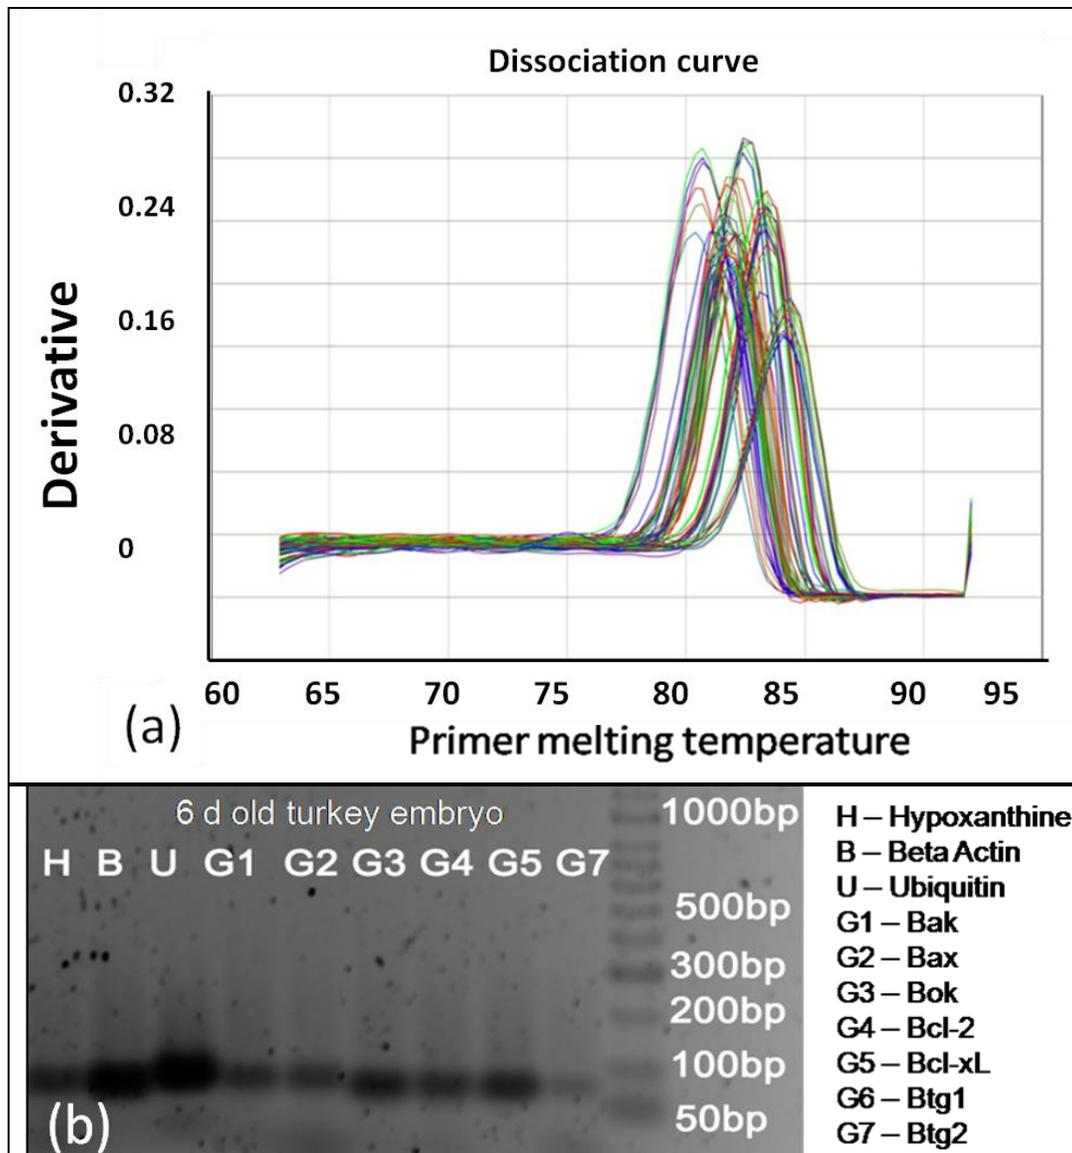 Dissociation curve
0.32
0.24
0.16
0.08
0
Derivative
60 65 70 75 80 85 90 95
Primer melting temperature
(a)
6 d old turkey embryo
H B U G1 G2 G3 G4 G5 G7
1000bp
500bp
300bp
200bp
100bp
50bp
(b)
H – Hypoxanthine
B – Beta Actin
U – Ubiquitin
G1 – Bak
G2 – Bax
G3 – Bok
G4 – Bcl-2
G5 – Bcl-xL
G6 – Btg1
G7 – Btg2